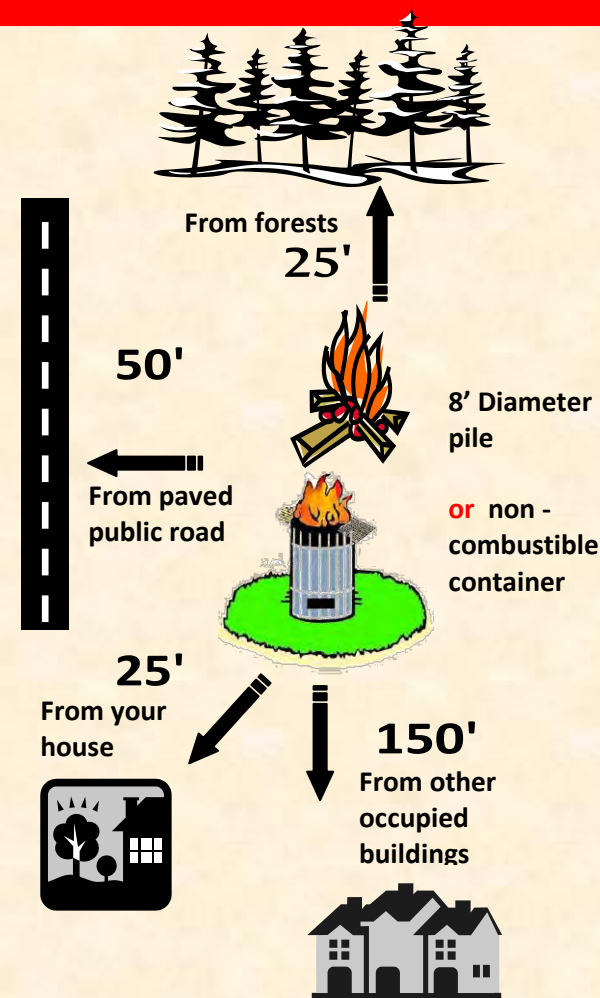 From forests
25'
50'
From paved
public road
8’ Diameter
pile
or non -
combustible
container
25'
From your
house
150'
From other
occupied
buildings